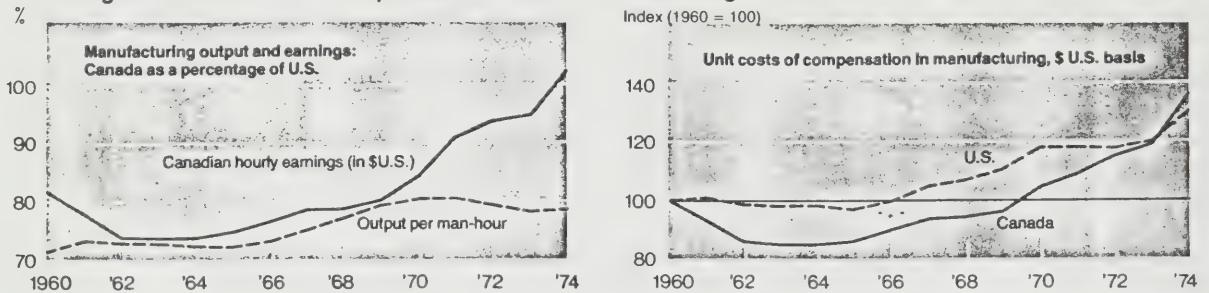 %
Manufacturing output and earnings:
Canada as a percentage of U.S.
100
90
Canadian hourly earnings (in $U.S.)
80
Output per man-hour
70
1960 '62 '64 '66 '68 '70 '72 '74
Index (1960 = 100)
Unit costs of compensation in manufacturing, $ U.S. basis
140
120
U.S.
100
Canada
80
1960 '62 '64 '66 '68 '70 '72 '74